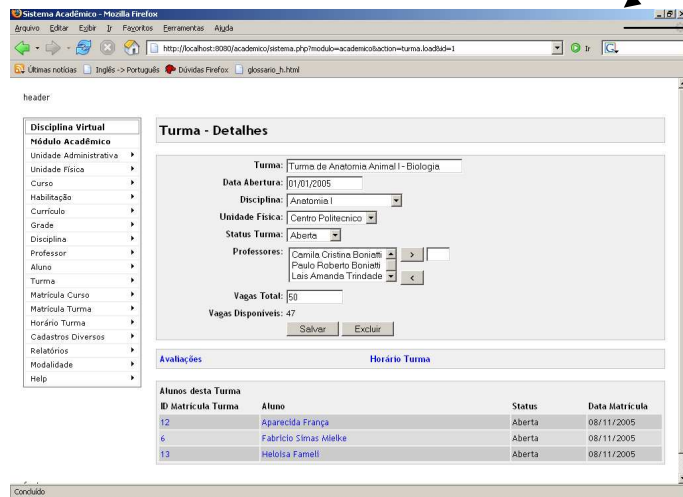 Sistema Acadêmico - Mozilla Firefox
Arquivo Editar Exibir Ir Favoritos Ferramentas Ajuda
http://localhost:8080/academico/sistema.php?modulo=academico&action=turma.load&id=1 Ir
Últimas notícias Inglês -> Português Dúvidas Firefox glossario_h.html
header
Disciplina Virtual
Módulo Acadêmico
Unidade Administrativa
Unidade Física
Curso
Habilitação
Currículo
Grade
Disciplina
Professor
Aluno
Turma
Matrícula Curso
Matrícula Turma
Horário Turma
Cadastros Diversos
Relatórios
Modalidade
Help
Turma - Detalhes
Turma: Turma de Anatomia Animal I - Biologia
Data Abertura: 01/01/2005
Disciplina: Anatomia I
Unidade Física: Centro Politecnico
Status Turma: Aberta
Professores: Camila Cristina Boniatti >
Paulo Roberto Boniatti
Lais Amanda Trindade <
Vagas Total: 50
Vagas Disponíveis: 47
Salvar Excluir
Avaliações Horário Turma
Alunos desta Turma
ID Matrícula Turma Aluno Status Data Matrícula
12 Aparecida França Aberta 08/11/2005
6 Fabricio Simas Mielke Aberta 08/11/2005
13 Heloisa Fameli Aberta 08/11/2005
Concluído